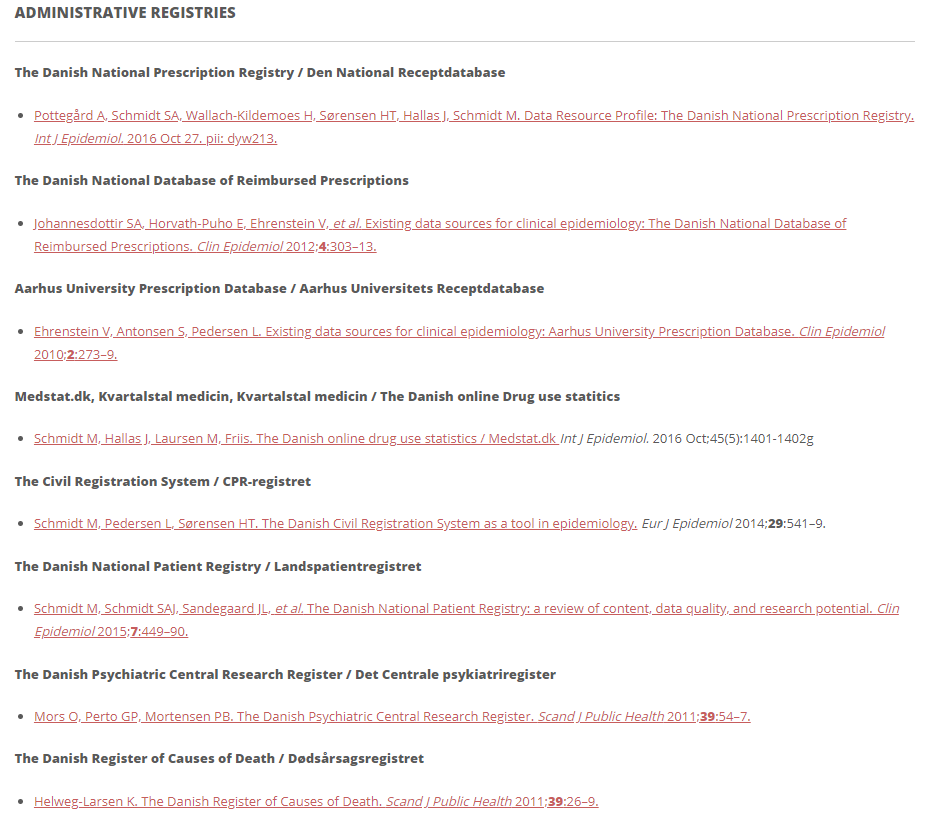 ADMINISTRATIVE REGISTRIES
The Danish National Prescription Registry / Den National Receptdatabase
• Pottegård A, Schmidt SA, Wallach-Kildemoes H, Sørensen HT, Hallas J, Schmidt M. Data Resource Profile: The Danish National Prescription Registry.
Int J Epidemiol. 2016 Oct 27. pii: dyw213.
The Danish National Database of Reimbursed Prescriptions
• Johannesdottir SA, Horvath-Puho E, Ehrenstein V, et al. Existing data sources for clinical epidemiology: The Danish National Database of
Reimbursed Prescriptions. Clin Epidemiol 2012;4:303–13.
Aarhus University Prescription Database / Aarhus Universitets Receptdatabase
• Ehrenstein V, Antonsen S, Pedersen L. Existing data sources for clinical epidemiology: Aarhus University Prescription Database. Clin Epidemiol
2010;2:273–9.
Medstat.dk, Kvartalstal medicin, Kvartalstal medicin / The Danish online Drug use statitics
• Schmidt M, Hallas J, Laursen M, Friis. The Danish online drug use statistics / Medstat.dk Int J Epidemiol. 2016 Oct;45(5):1401-1402g
The Civil Registration System / CPR-registret
• Schmidt M, Pedersen L, Sørensen HT. The Danish Civil Registration System as a tool in epidemiology. Eur J Epidemiol 2014;29:541–9.
The Danish National Patient Registry / Landspatientregistret
• Schmidt M, Schmidt SAJ, Sandegaard JL, et al. The Danish National Patient Registry: a review of content, data quality, and research potential. Clin
Epidemiol 2015;7:449–90.
The Danish Psychiatric Central Research Register / Det Centrale psykiatriregister
• Mors O, Perto GP, Mortensen PB. The Danish Psychiatric Central Research Register. Scand J Public Health 2011;39:54–7.
The Danish Register of Causes of Death / Dødsårsagsregistret
• Helweg-Larsen K. The Danish Register of Causes of Death. Scand J Public Health 2011;39:26–9.